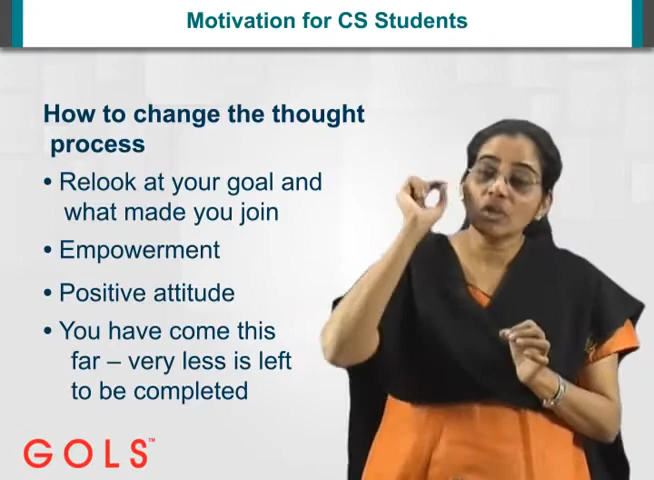 Motivation for CS Students
How to change the thought
process
• Relook at your goal and
what made you join
• Empowerment
• Positive attitude
• You have come this
far – very less is left
to be completed
GOLS™